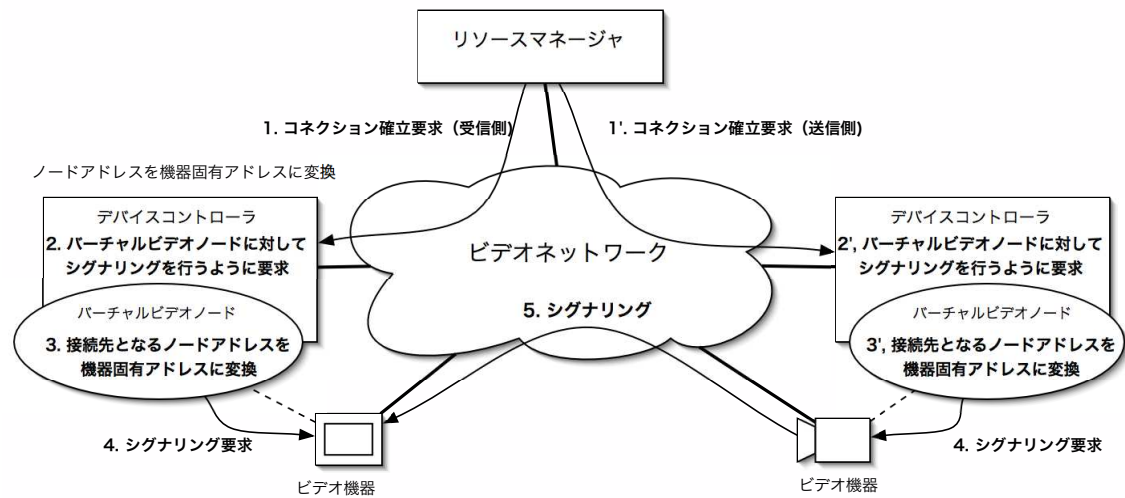 リソースマネージャ
1. コネクション確立要求（受信側)
1'. コネクション確立要求（送信側)
ノードアドレスを機器固有アドレスに変換
デバイスコントローラ
2. バーチャルビデオノードに対して
シグナリングを行うように要求
バーチャルビデオノード
3. 接続先となるノードアドレスを
機器固有アドレスに変換
4. シグナリング要求
ビデオ機器
ビデオネットワーク
5. シグナリング
デバイスコントローラ
2', バーチャルビデオノードに対して
シグナリングを行うように要求
バーチャルビデオノード
3', 接続先となるノードアドレスを
機器固有アドレスに変換
4. シグナリング要求
ビデオ機器